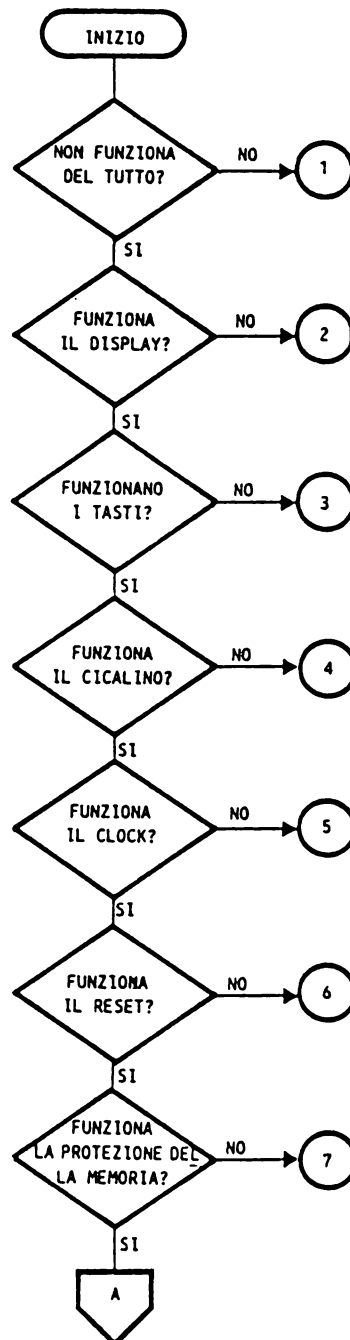 INIZIO
NON FUNZIONA
DEL TUTTO?
NO
1
SI
FUNZIONA
IL DISPLAY?
NO
2
SI
FUNZIONANO
I TASTI?
NO
3
SI
FUNZIONA
IL CICALINO?
NO
4
SI
FUNZIONA
IL CLOCK?
NO
5
SI
FUNZIOMA
IL RESET?
NO
6
SI
FUNZIONA
LA PROTEZIONE DEL
LA MEMORIA?
NO
7
SI
A